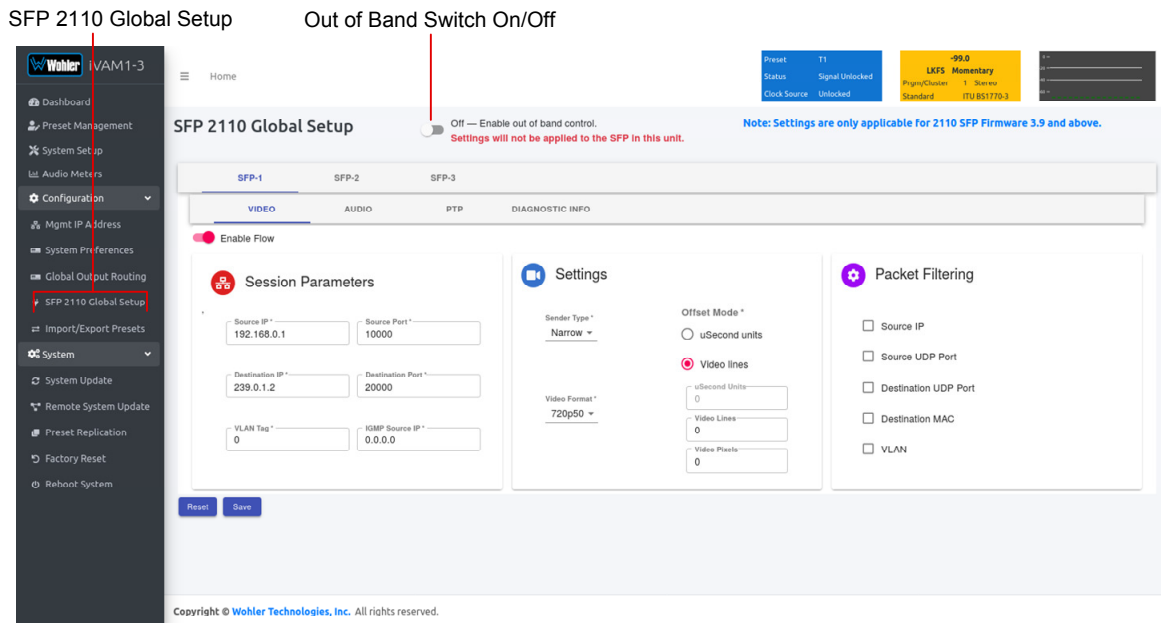 SFP 2110 Global Setup
Out of Band Switch On/Off
Wohler iVAM1-3
Home
Preset T1
Status Signal Unlocked
Clock Source Unlocked
-99.0
LKFS Momentary
Prgm/Cluster 1 Stereo
Standard ITU BS1770-3
Dashboard
Preset Management
System Setup
Audio Meters
Configuration
Mgmt IP Address
System Preferences
Global Output Routing
SFP 2110 Global Setup
Import/Export Presets
System
System Update
Remote System Update
Preset Replication
Factory Reset
Reboot System
SFP 2110 Global Setup
Off — Enable out of band control.
Settings will not be applied to the SFP in this unit.
Note: Settings are only applicable for 2110 SFP Firmware 3.9 and above.
SFP-1 SFP-2 SFP-3
VIDEO AUDIO PTP DIAGNOSTIC INFO
Enable Flow
Session Parameters
Source IP *
192.168.0.1
Source Port *
10000
Destination IP *
239.0.1.2
Destination Port *
20000
VLAN Tag *
0
IGMP Source IP *
0.0.0.0
Settings
Sender Type *
Narrow
Video Format *
720p50
Offset Mode *
uSecond units
Video lines
uSecond Units
0
Video Lines
0
Video Pixels
0
Packet Filtering
Source IP
Source UDP Port
Destination UDP Port
Destination MAC
VLAN
Reset Save
Copyright © Wohler Technologies, Inc. All rights reserved.